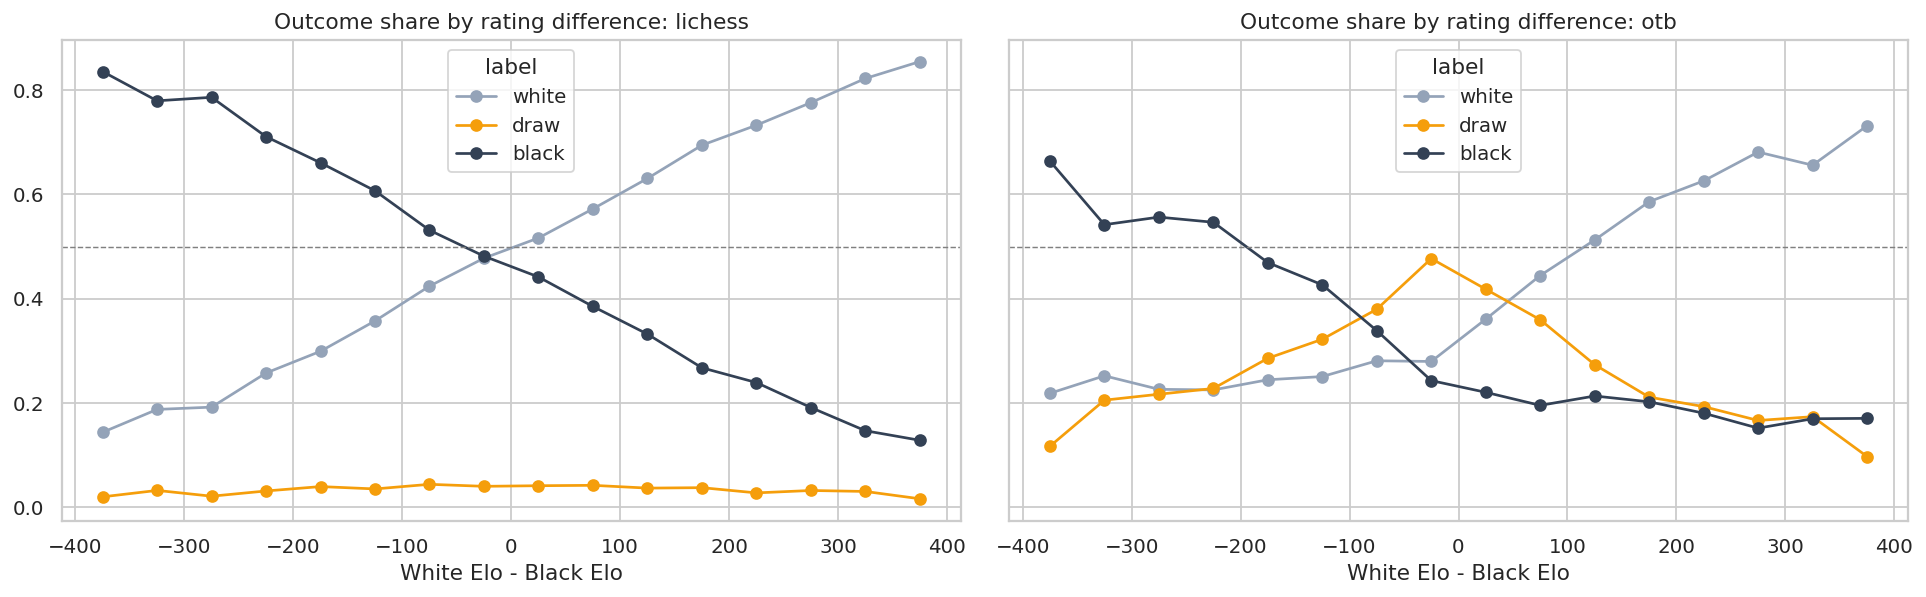 Outcome share by rating difference: lichess
label
white
draw
black
0.8
0.6
0.4
0.2
0.0
−400 −300 −200 −100 0 100 200 300 400
White Elo - Black Elo
Outcome share by rating difference: otb
label
white
draw
black
−400 −300 −200 −100 0 100 200 300 400
White Elo - Black Elo